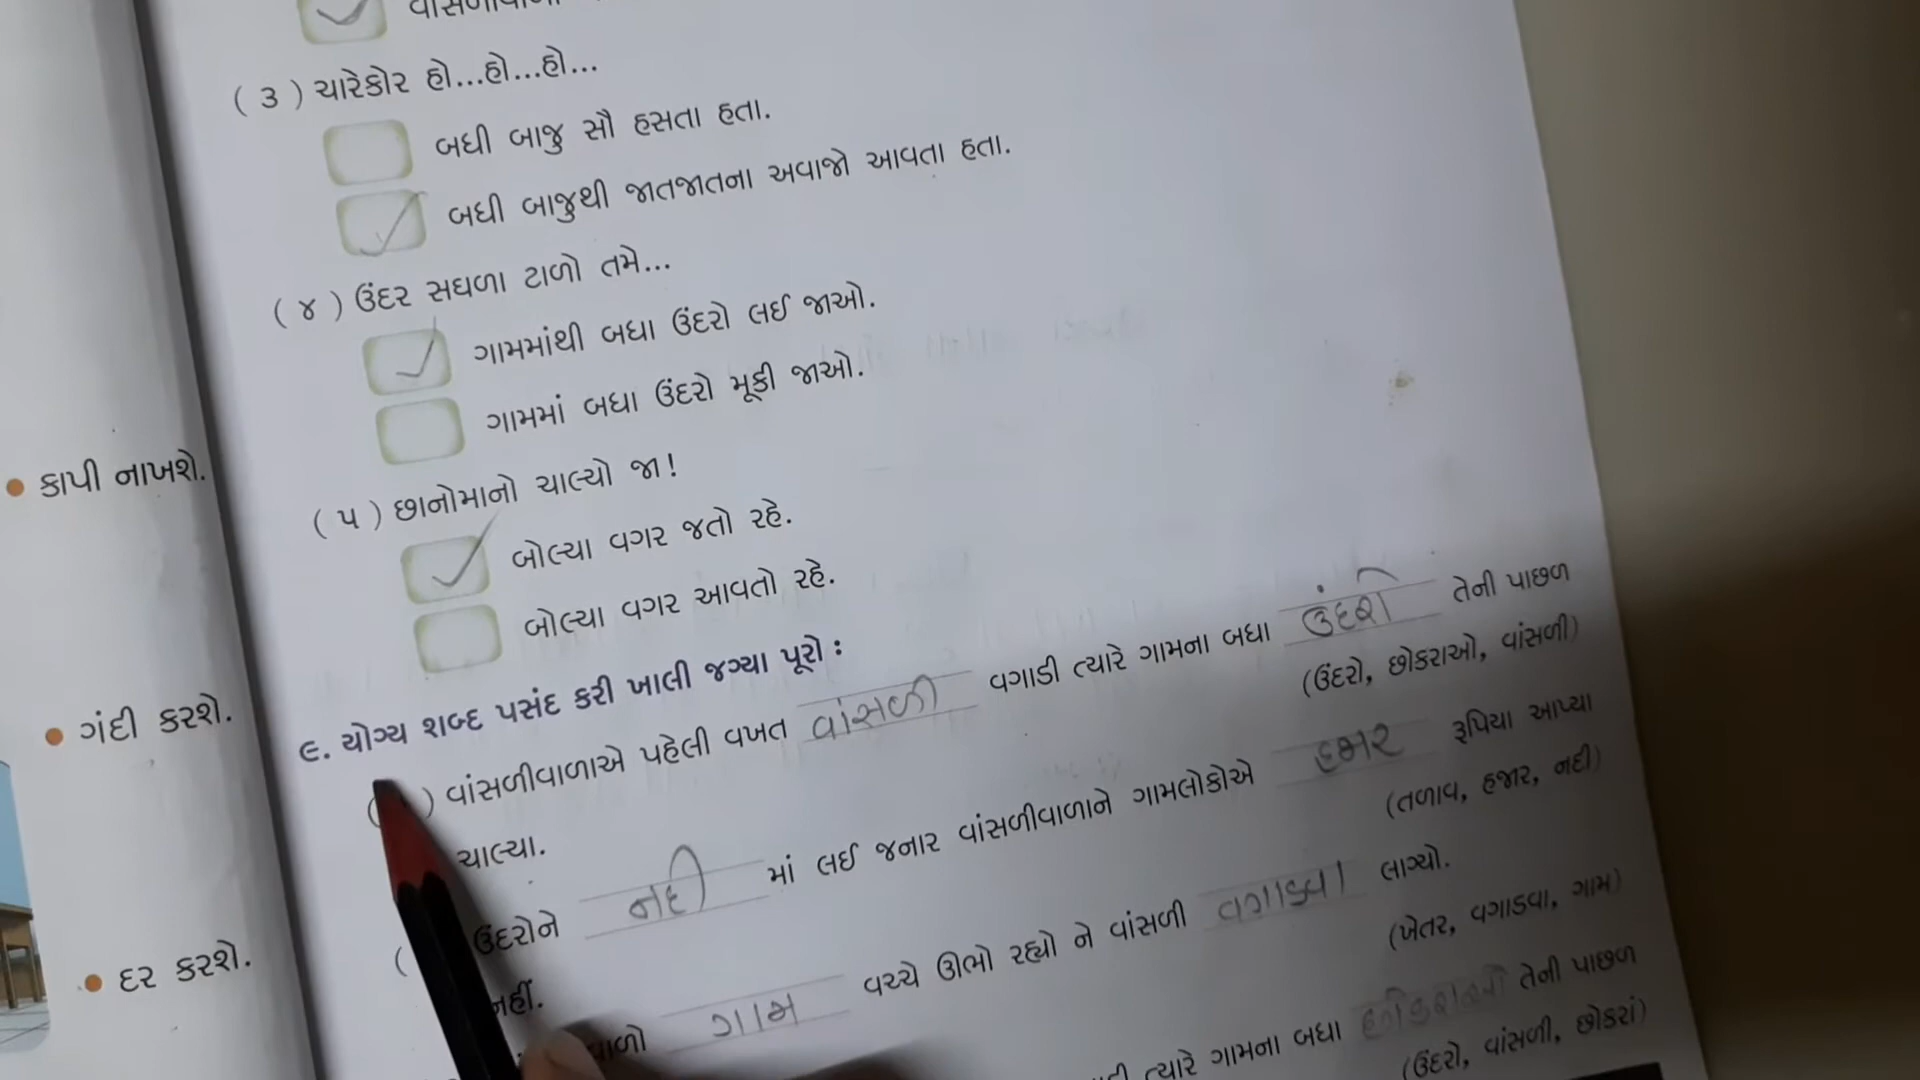 (૩) ચારેકોર હો...હો...હો...
બધી બાજુ સૌ હસતા હતા.
બધી બાજુથી જાતજાતના અવાજો આવતા હતા.
(૪) ઉંદર સઘળા ટાળો તમે...
ગામમાંથી બધા ઉંદરો લઈ જાઓ.
ગામમાં બધા ઉંદરો મૂકી જાઓ.
(૫) છાનોમાનો ચાલ્યો જા!
બોલ્યા વગર જતો રહે.
બોલ્યા વગર આવતો રહે.
• કાપી નાખશે.
• ગંદી કરશે.
• દર કરશે.
૯. યોગ્ય શબ્દ પસંદ કરી ખાલી જગ્યા પૂરો :
વાંસળીવાળાએ પહેલી વખત વાંસળી વગાડી ત્યારે ગામના બધા ઉંદરો તેની પાછળ
ચાલ્યા. (ઉંદરો, છોકરાઓ, વાંસળી)
ઉંદરોને નદી માં લઈ જનાર વાંસળીવાળાને ગામલોકોએ હજાર રૂપિયા આપ્યા
નહીં. (તળાવ, હજાર, નદી)
ગામ વચ્ચે ઊભો રહ્યો ને વાંસળી વગાડવા લાગ્યો.
(ખેતર, વગાડવા, ગામ)
ત્યારે ગામના બધા તેની પાછળ
(ઉંદરો, વાંસળી, છોકરાં)